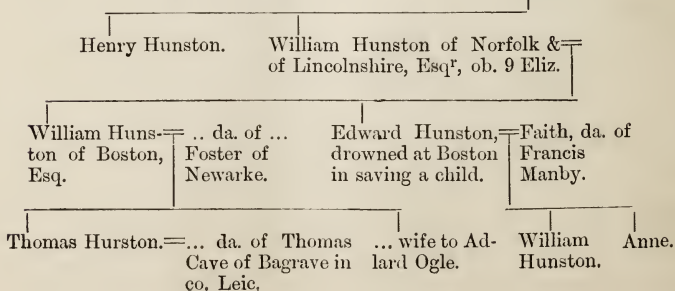 Henry Hunston.
William Hunston of Norfolk &
of Lincolnshire, Esqʳ, ob. 9 Eliz.
William Huns-
ton of Boston,
Esq.
.. da. of ...
Foster of
Newarke.
Edward Hunston,
drowned at Boston
in saving a child.
Faith, da. of
Francis
Manby.
Thomas Hurston.
... da. of Thomas
Cave of Bagrave in
co. Leic.
... wife to Ad-
lard Ogle.
William
Hunston.
Anne.